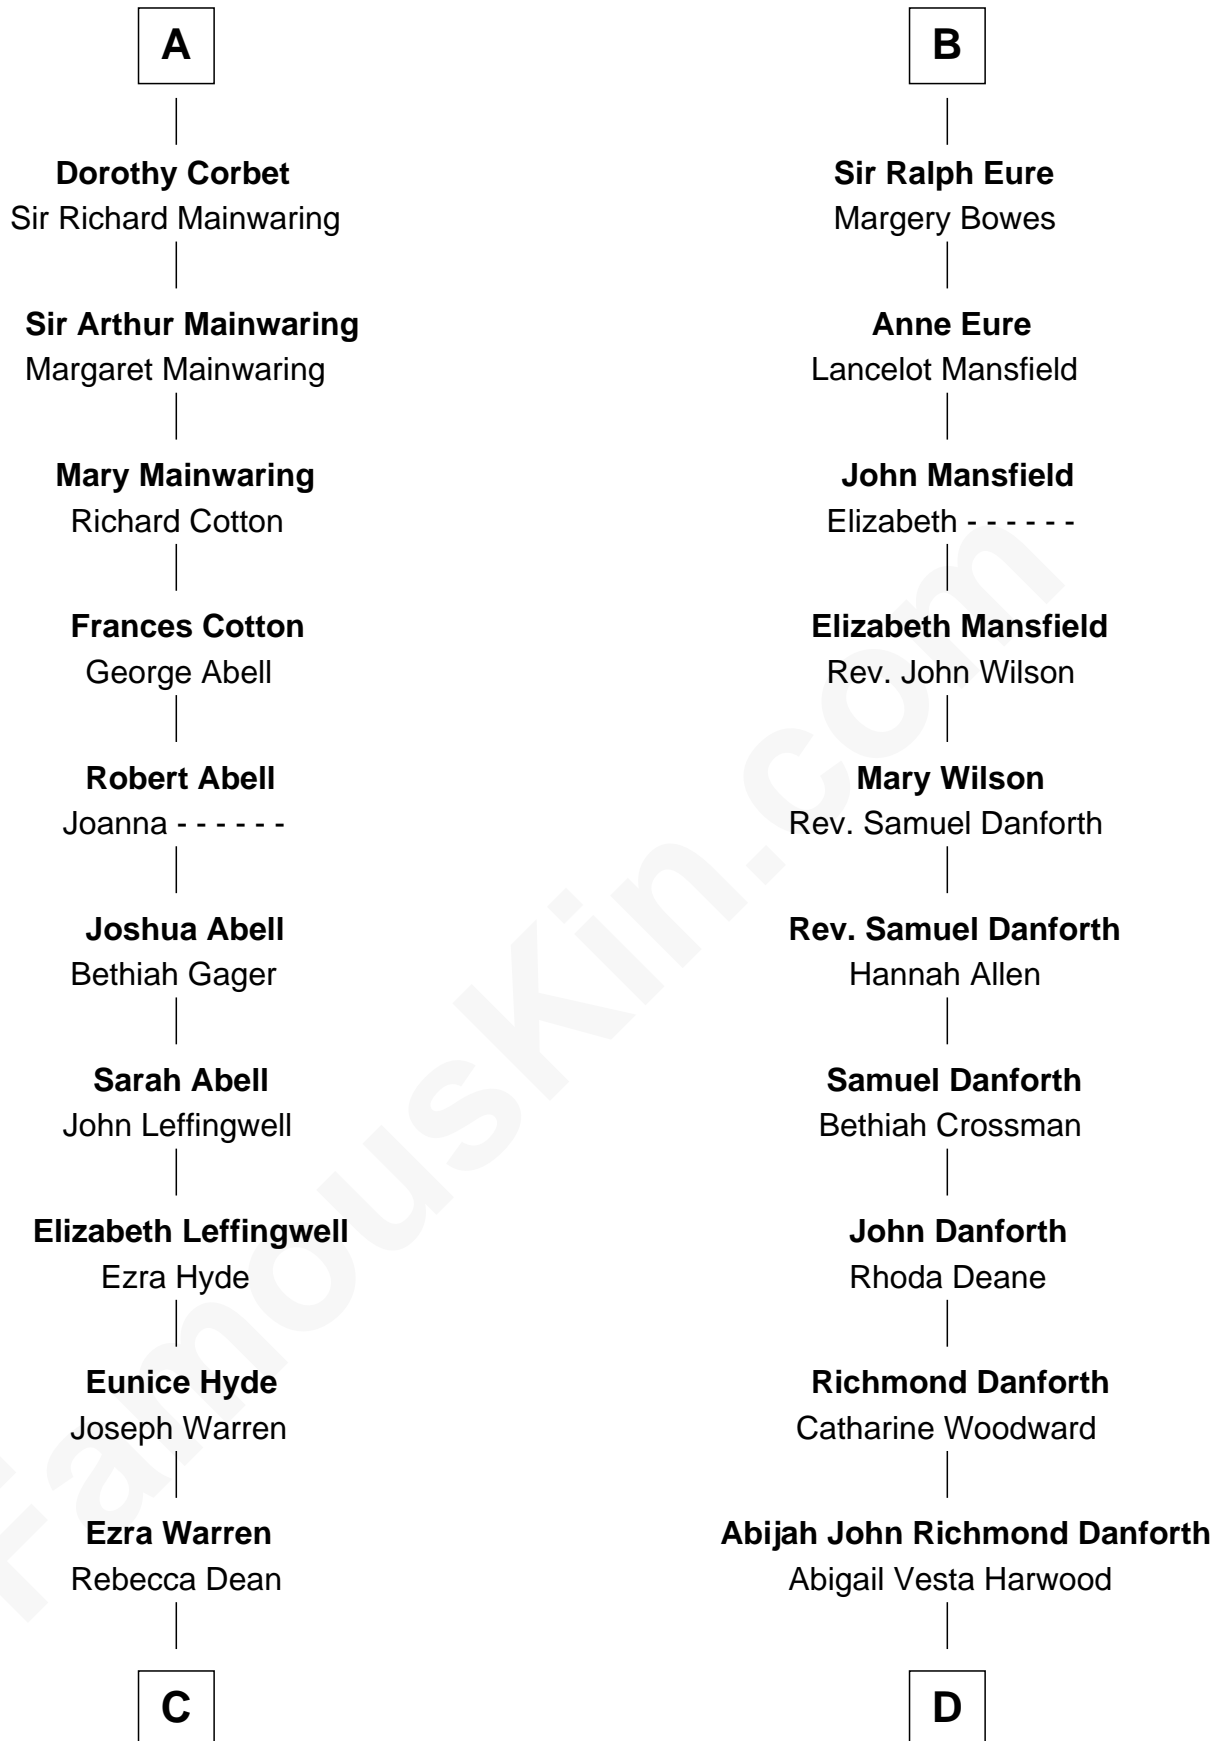 A
Dorothy Corbet
Sir Richard Mainwaring
Sir Arthur Mainwaring
Margaret Mainwaring
Mary Mainwaring
Richard Cotton
Frances Cotton
George Abell
Robert Abell
Joanna - - - - - -
Joshua Abell
Bethiah Gager
Sarah Abell
John Leffingwell
Elizabeth Leffingwell
Ezra Hyde
Eunice Hyde
Joseph Warren
Ezra Warren
Rebecca Dean
C
B
Sir Ralph Eure
Margery Bowes
Anne Eure
Lancelot Mansfield
John Mansfield
Elizabeth - - - - - -
Elizabeth Mansfield
Rev. John Wilson
Mary Wilson
Rev. Samuel Danforth
Rev. Samuel Danforth
Hannah Allen
Samuel Danforth
Bethiah Crossman
John Danforth
Rhoda Deane
Richmond Danforth
Catharine Woodward
Abijah John Richmond Danforth
Abigail Vesta Harwood
D
FamousKin.com